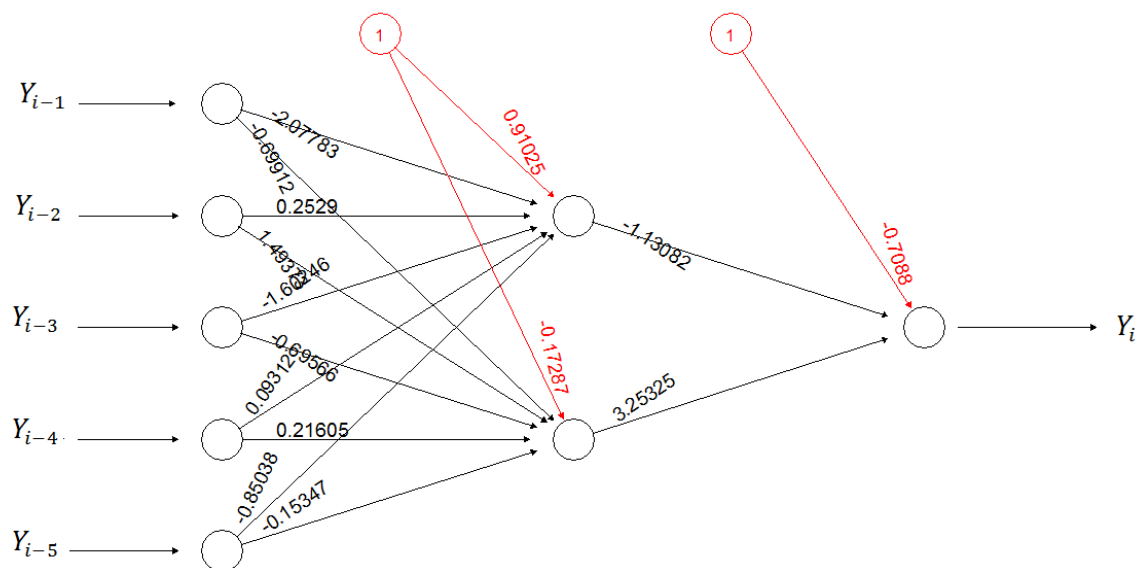 1
1
Y_{i-1}
-2.07783
-0.69912
0.91025
Y_{i-2}
0.2529
-1.13082
-0.7088
Y_{i-3}
-1.60246
Y_i
-0.69566
-0.17287
0.09312
3.25325
Y_{i-4}
0.21605
-0.85038
-0.15347
Y_{i-5}